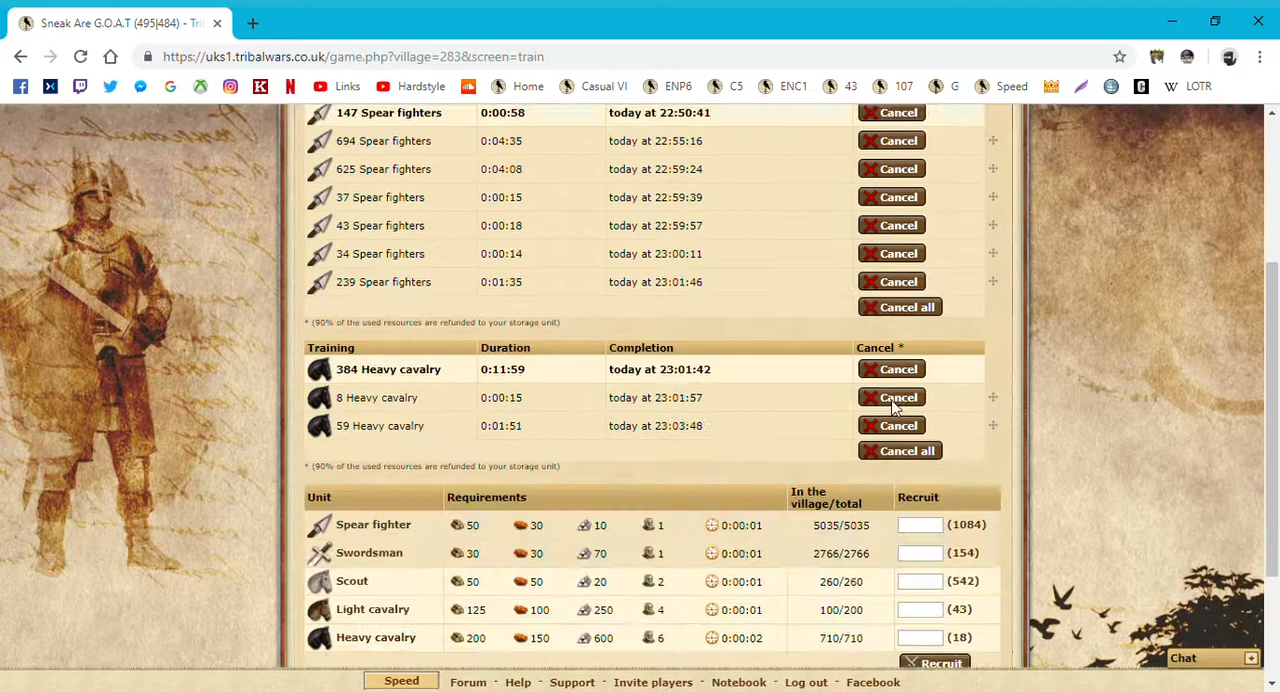 Sneak Are G.O.A.T (495|484) - Tri
https://uks1.tribalwars.co.uk/game.php?village=283&screen=train
Links Hardstyle Home Casual VI ENP6 C5 ENC1 43 107 G Speed LOTR
147 Spear fighters 0:00:58 today at 22:50:41 Cancel
694 Spear fighters 0:04:35 today at 22:55:16 Cancel
625 Spear fighters 0:04:08 today at 22:59:24 Cancel
37 Spear fighters 0:00:15 today at 22:59:39 Cancel
43 Spear fighters 0:00:18 today at 22:59:57 Cancel
34 Spear fighters 0:00:14 today at 23:00:11 Cancel
239 Spear fighters 0:01:35 today at 23:01:46 Cancel
Cancel all
* (90% of the used resources are refunded to your storage unit)
Training Duration Completion Cancel *
384 Heavy cavalry 0:11:59 today at 23:01:42 Cancel
8 Heavy cavalry 0:00:15 today at 23:01:57 Cancel
59 Heavy cavalry 0:01:51 today at 23:03:48 Cancel
Cancel all
* (90% of the used resources are refunded to your storage unit)
Unit Requirements In the village/total Recruit
Spear fighter 50 30 10 1 0:00:01 5035/5035 (1084)
Swordsman 30 30 70 1 0:00:01 2766/2766 (154)
Scout 50 50 20 2 0:00:01 260/260 (542)
Light cavalry 125 100 250 4 0:00:01 100/200 (43)
Heavy cavalry 200 150 600 6 0:00:02 710/710 (18)
Recruit
Chat
Speed Forum - Help - Support - Invite players - Notebook - Log out - Facebook